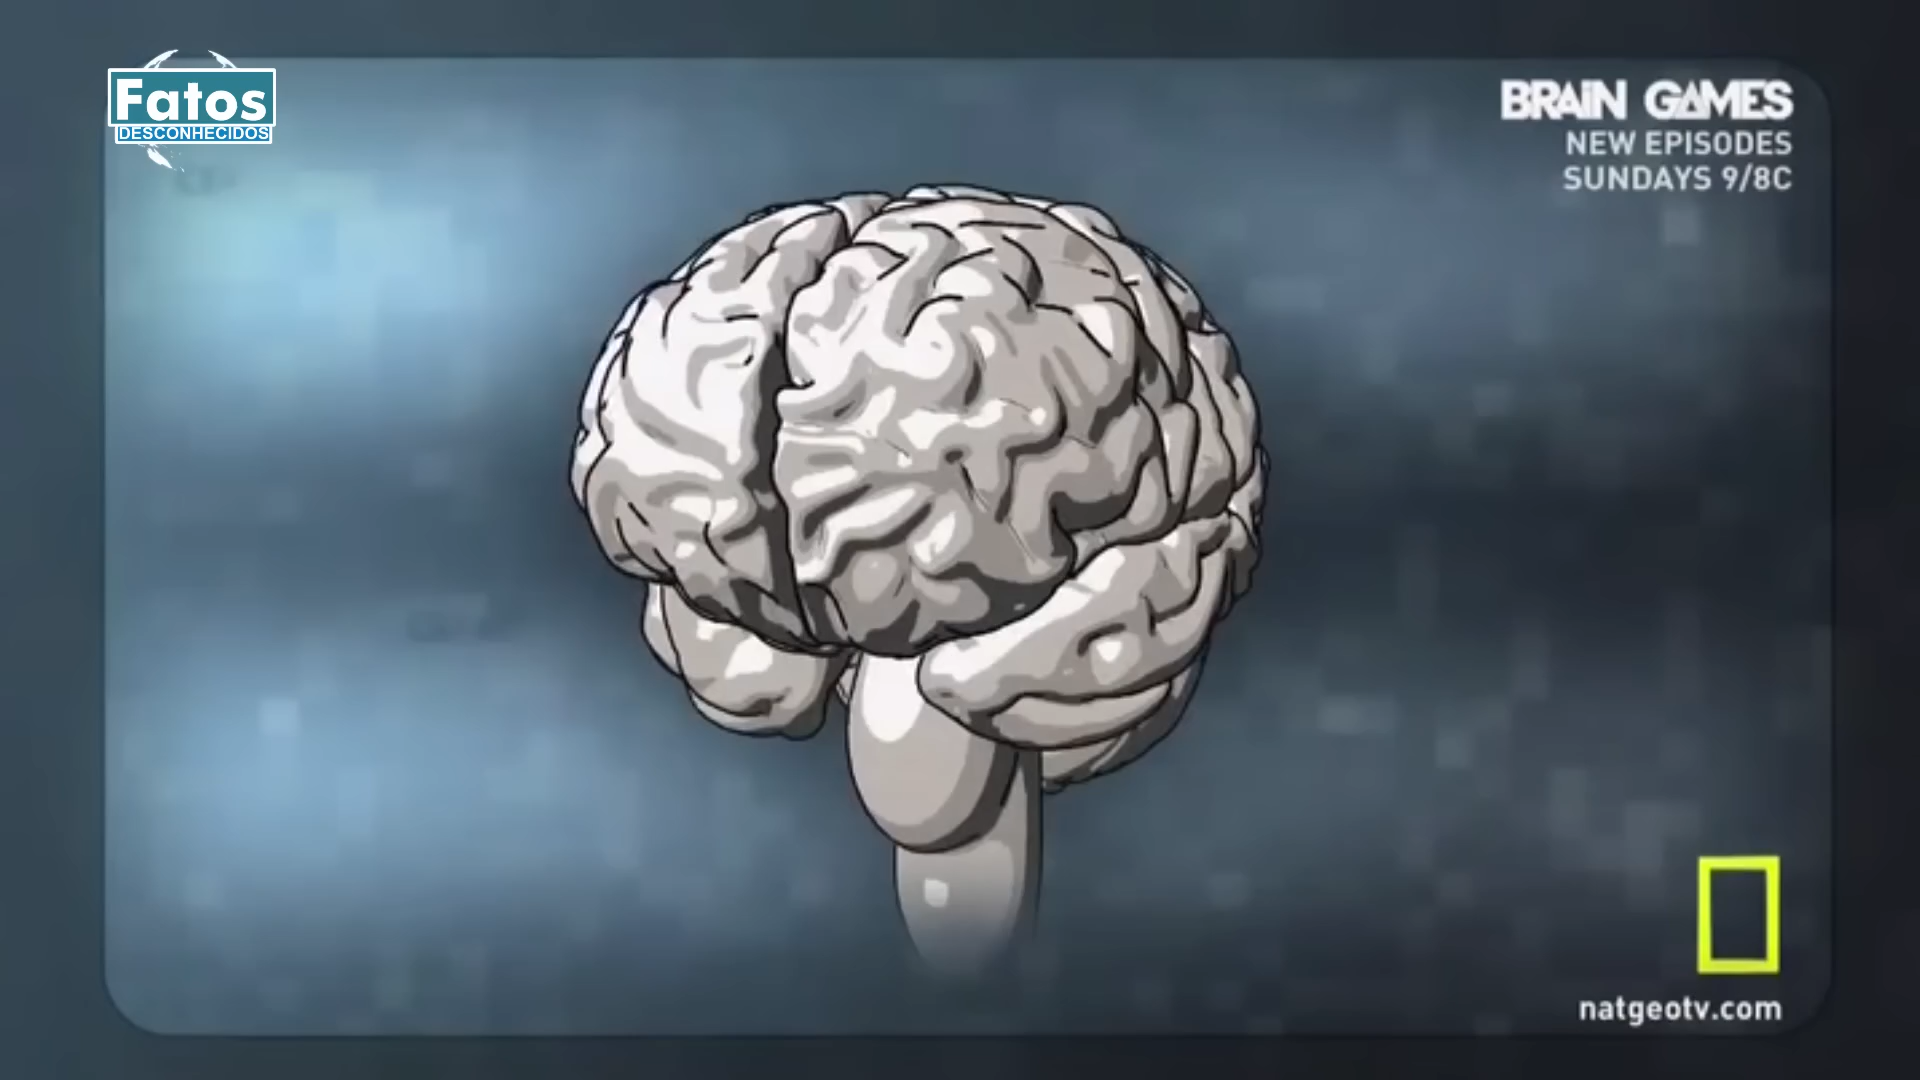 Fatos
DESCONHECIDOS
BRAiN GAMES
NEW EPISODES
SUNDAYS 9/8C
natgeotv.com